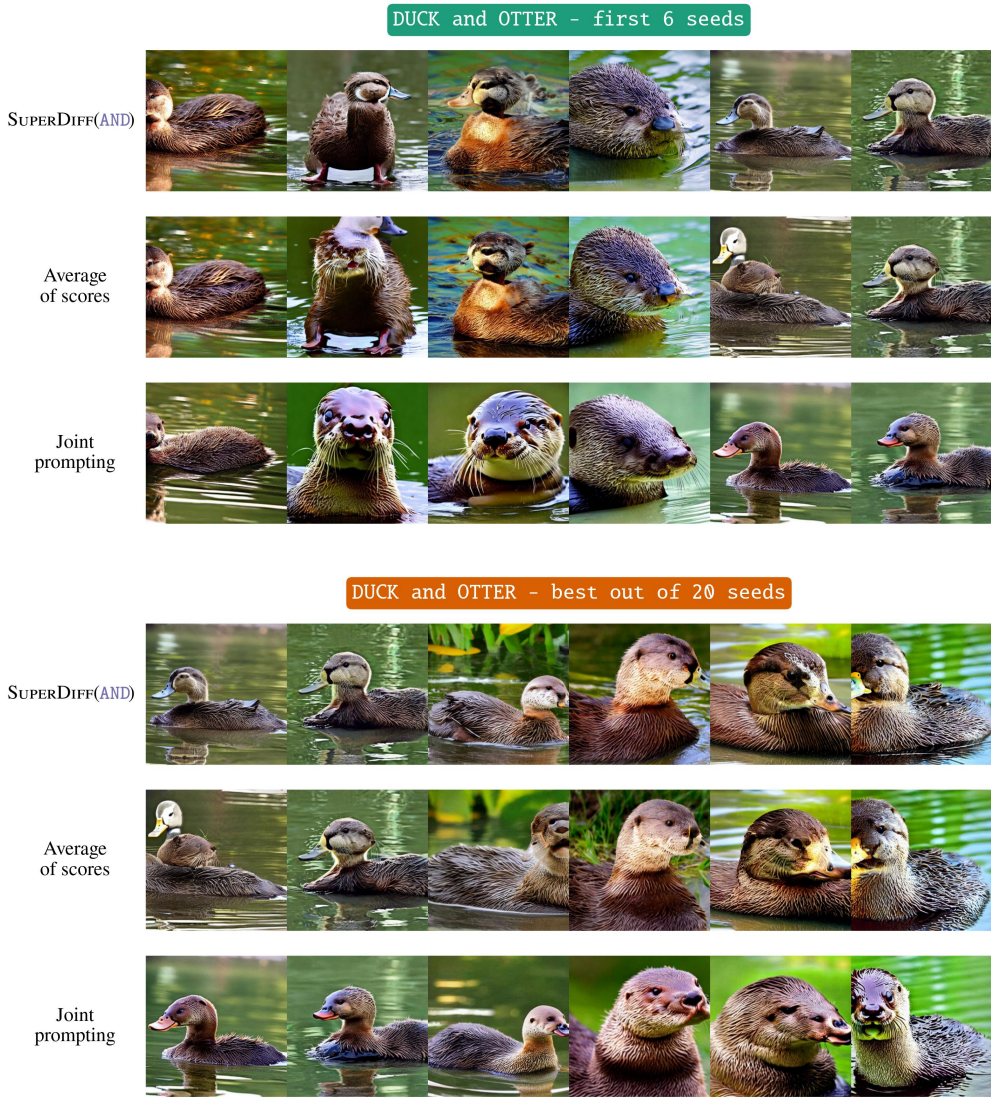 DUCK and OTTER - first 6 seeds
SUPERDIFF(AND)
Average
of scores
Joint
prompting
DUCK and OTTER - best out of 20 seeds
SUPERDIFF(AND)
Average
of scores
Joint
prompting